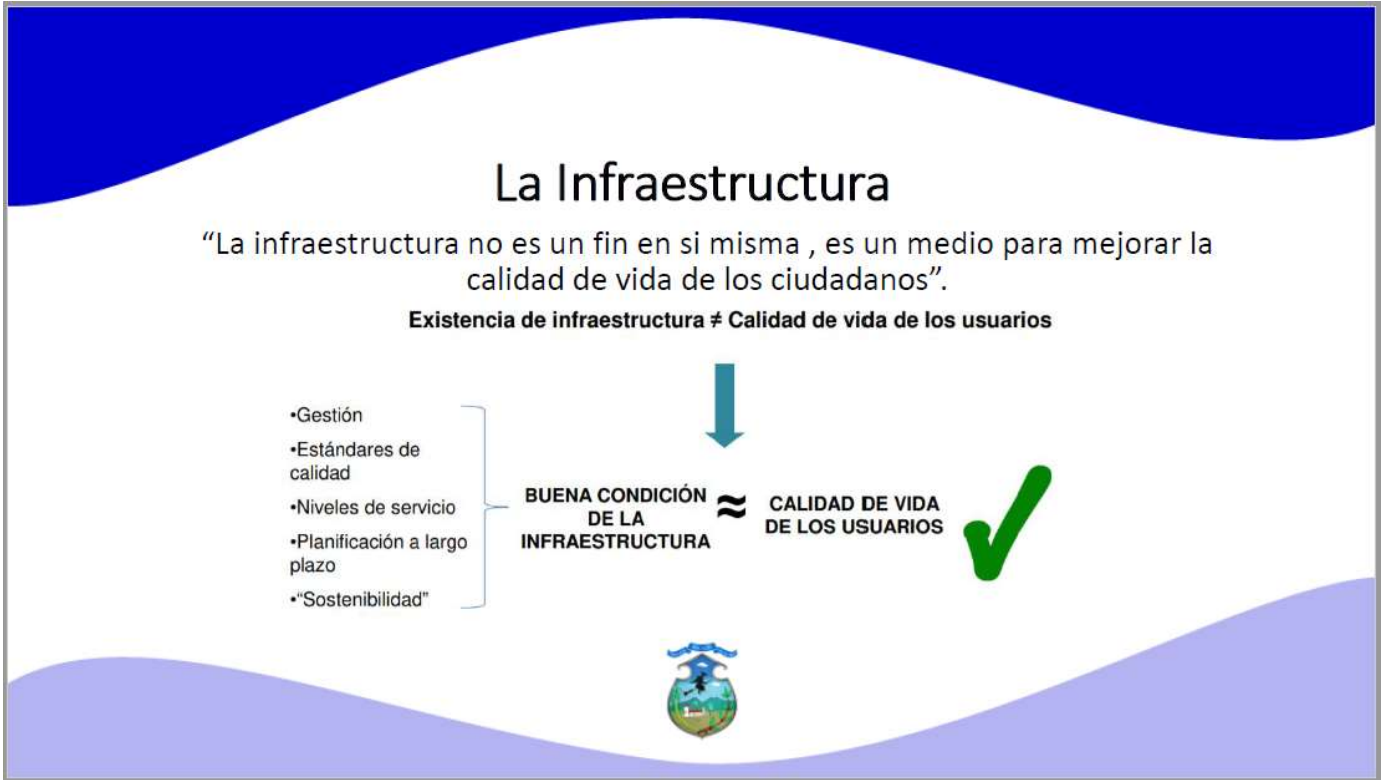 La Infraestructura
“La infraestructura no es un fin en si misma , es un medio para mejorar la
calidad de vida de los ciudadanos”.
Existencia de infraestructura ≠ Calidad de vida de los usuarios
•Gestión
•Estándares de
calidad
•Niveles de servicio
•Planificación a largo
plazo
•“Sostenibilidad”
BUENA CONDICIÓN
DE LA
INFRAESTRUCTURA
≈
CALIDAD DE VIDA
DE LOS USUARIOS